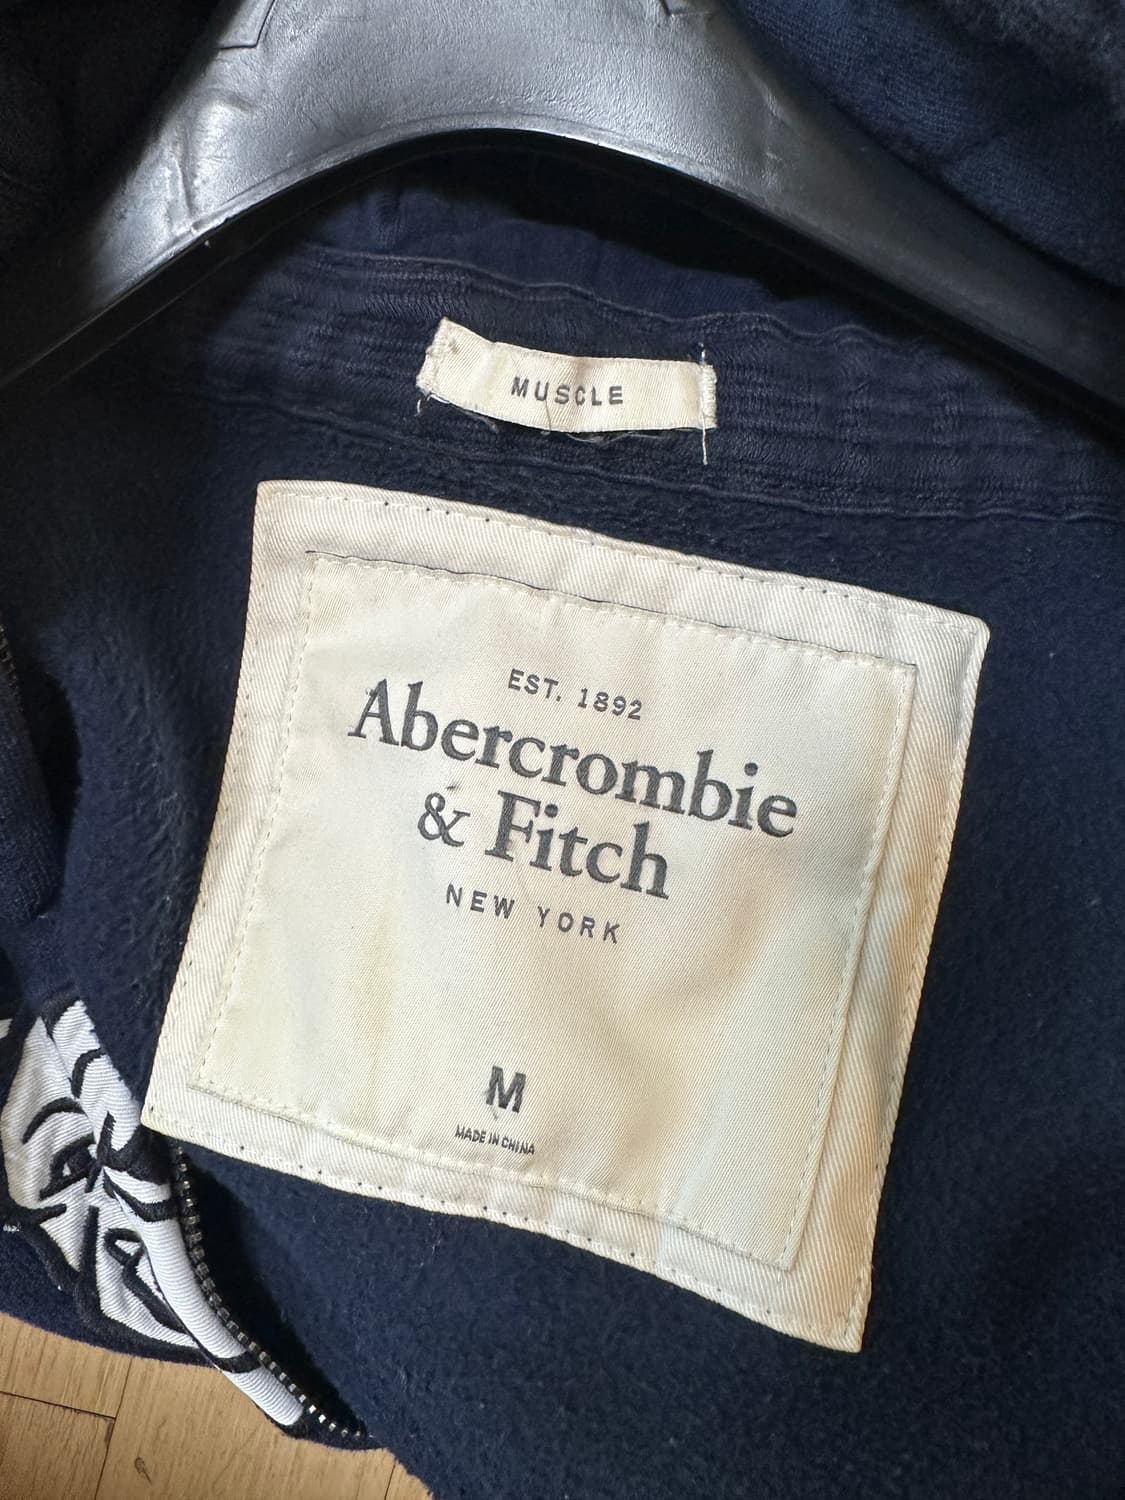 MUSCLE
EST. 1892
Abercrombie
& Fitch
NEW YORK
M
MADE IN CHINA